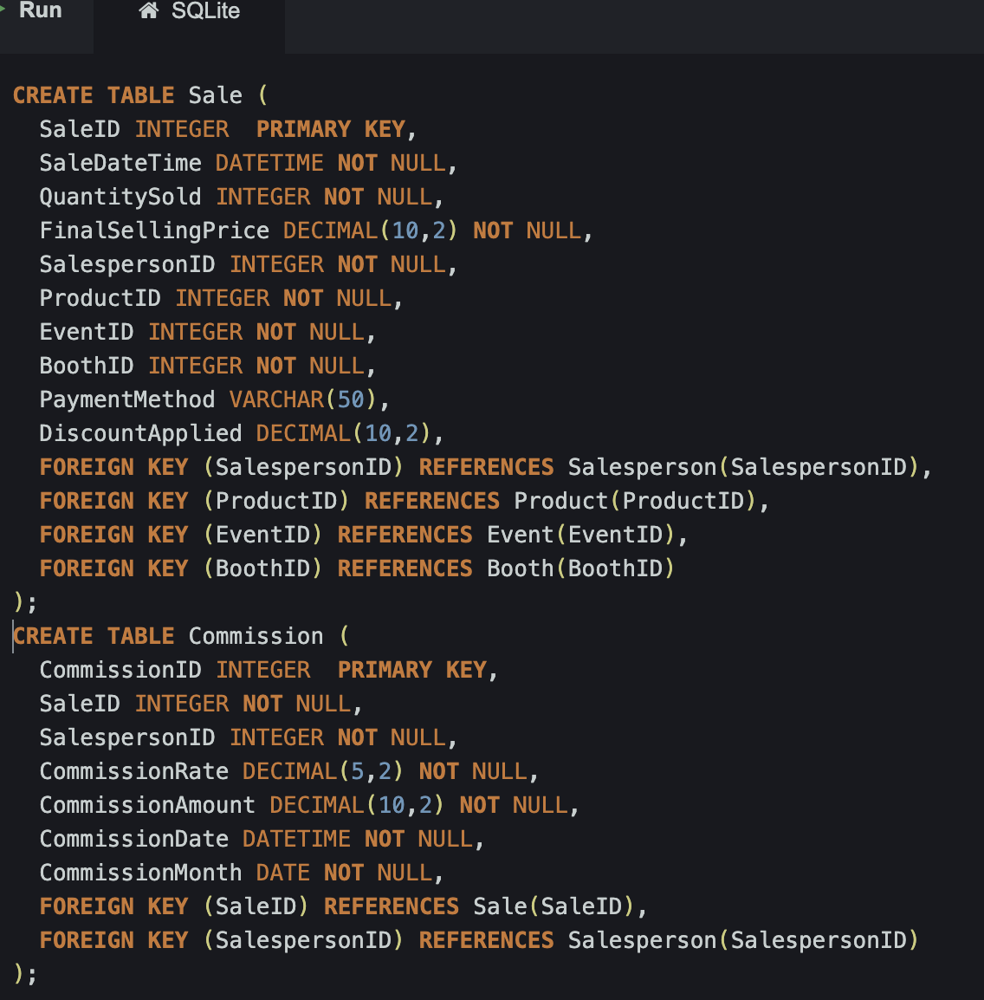 Run SQLite
CREATE TABLE Sale (
  SaleID INTEGER  PRIMARY KEY,
  SaleDateTime DATETIME NOT NULL,
  QuantitySold INTEGER NOT NULL,
  FinalSellingPrice DECIMAL(10,2) NOT NULL,
  SalespersonID INTEGER NOT NULL,
  ProductID INTEGER NOT NULL,
  EventID INTEGER NOT NULL,
  BoothID INTEGER NOT NULL,
  PaymentMethod VARCHAR(50),
  DiscountApplied DECIMAL(10,2),
  FOREIGN KEY (SalespersonID) REFERENCES Salesperson(SalespersonID),
  FOREIGN KEY (ProductID) REFERENCES Product(ProductID),
  FOREIGN KEY (EventID) REFERENCES Event(EventID),
  FOREIGN KEY (BoothID) REFERENCES Booth(BoothID)
);
CREATE TABLE Commission (
  CommissionID INTEGER  PRIMARY KEY,
  SaleID INTEGER NOT NULL,
  SalespersonID INTEGER NOT NULL,
  CommissionRate DECIMAL(5,2) NOT NULL,
  CommissionAmount DECIMAL(10,2) NOT NULL,
  CommissionDate DATETIME NOT NULL,
  CommissionMonth DATE NOT NULL,
  FOREIGN KEY (SaleID) REFERENCES Sale(SaleID),
  FOREIGN KEY (SalespersonID) REFERENCES Salesperson(SalespersonID)
);